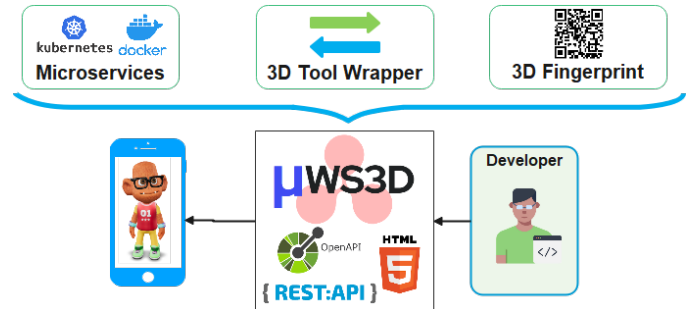 kubernetes
docker
Microservices
3D Tool Wrapper
3D Fingerprint
µWS3D
OpenAPI
HTML
5
{ REST:API }
Developer
</>
01